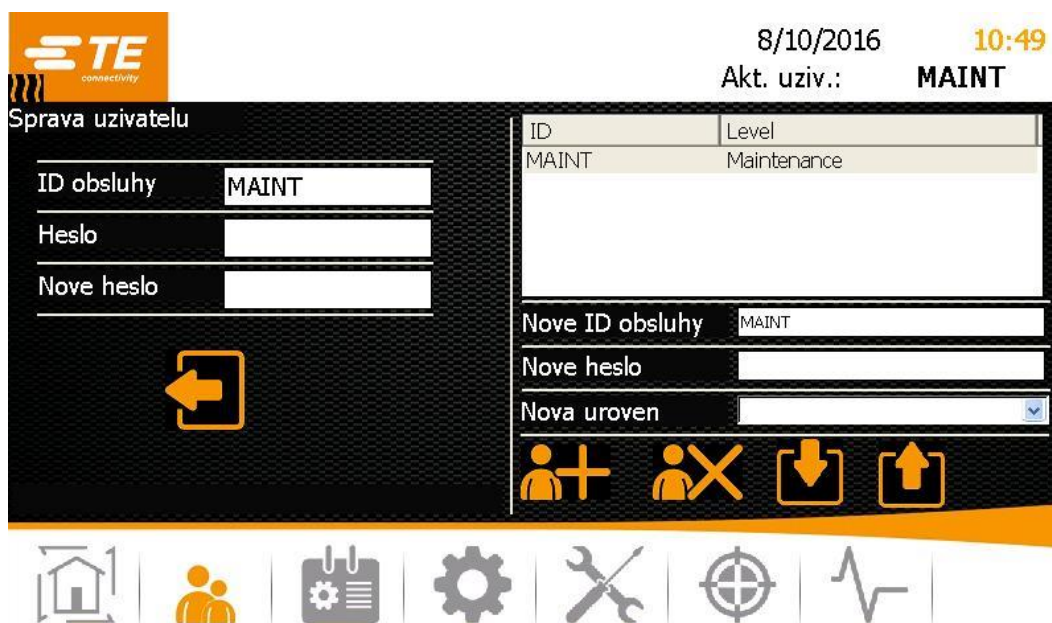 TE
connectivity
8/10/2016 10:49
Akt. uziv.: MAINT
Sprava uzivatelu
ID obsluhy MAINT
Heslo
Nove heslo
ID Level
MAINT Maintenance
Nove ID obsluhy MAINT
Nove heslo
Nova uroven